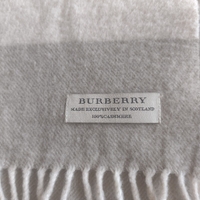 BURBERRY
MADE EXCLUSIVELY IN SCOTLAND
100% CASHMERE